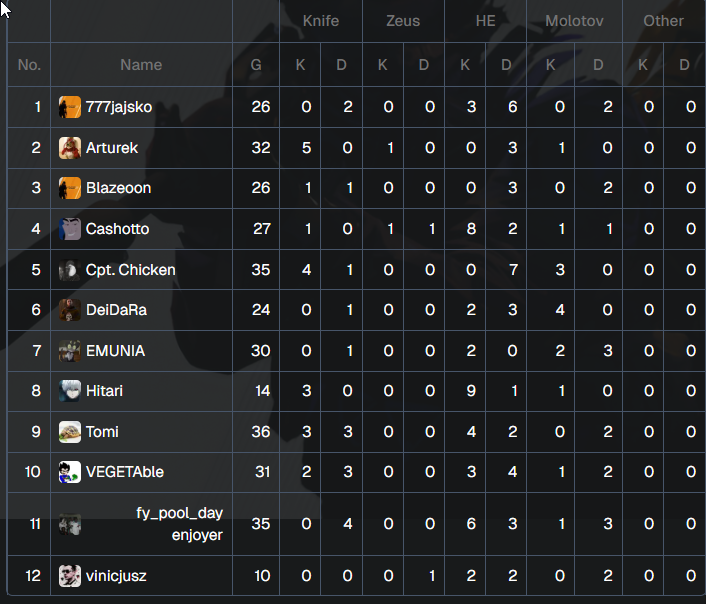 Knife Zeus HE Molotov Other
No. Name G K D K D K D K D K D
1 777jajsko 26 0 2 0 0 3 6 0 2 0 0
2 Arturek 32 5 0 1 0 0 3 1 0 0 0
3 Blazeoon 26 1 1 0 0 0 3 0 2 0 0
4 Cashotto 27 1 0 1 1 8 2 1 1 0 0
5 Cpt. Chicken 35 4 1 0 0 0 7 3 0 0 0
6 DeiDaRa 24 0 1 0 0 2 3 4 0 0 0
7 EMUNIA 30 0 1 0 0 2 0 2 3 0 0
8 Hitari 14 3 0 0 0 9 1 1 0 0 0
9 Tomi 36 3 3 0 0 4 2 0 2 0 0
10 VEGETAble 31 2 3 0 0 3 4 1 2 0 0
11 fy_pool_day
enjoyer 35 0 4 0 0 6 3 1 3 0 0
12 vinicjusz 10 0 0 0 1 2 2 0 2 0 0